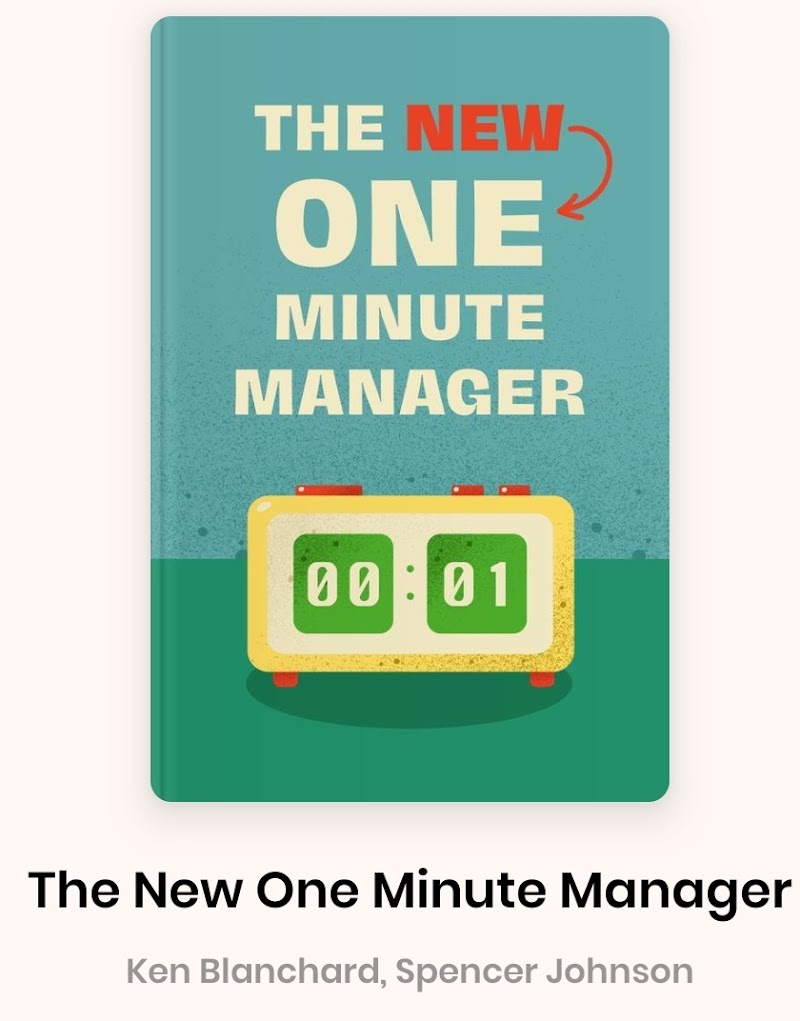 THE NEW
ONE
MINUTE
MANAGER
00:01
The New One Minute Manager
Ken Blanchard, Spencer Johnson